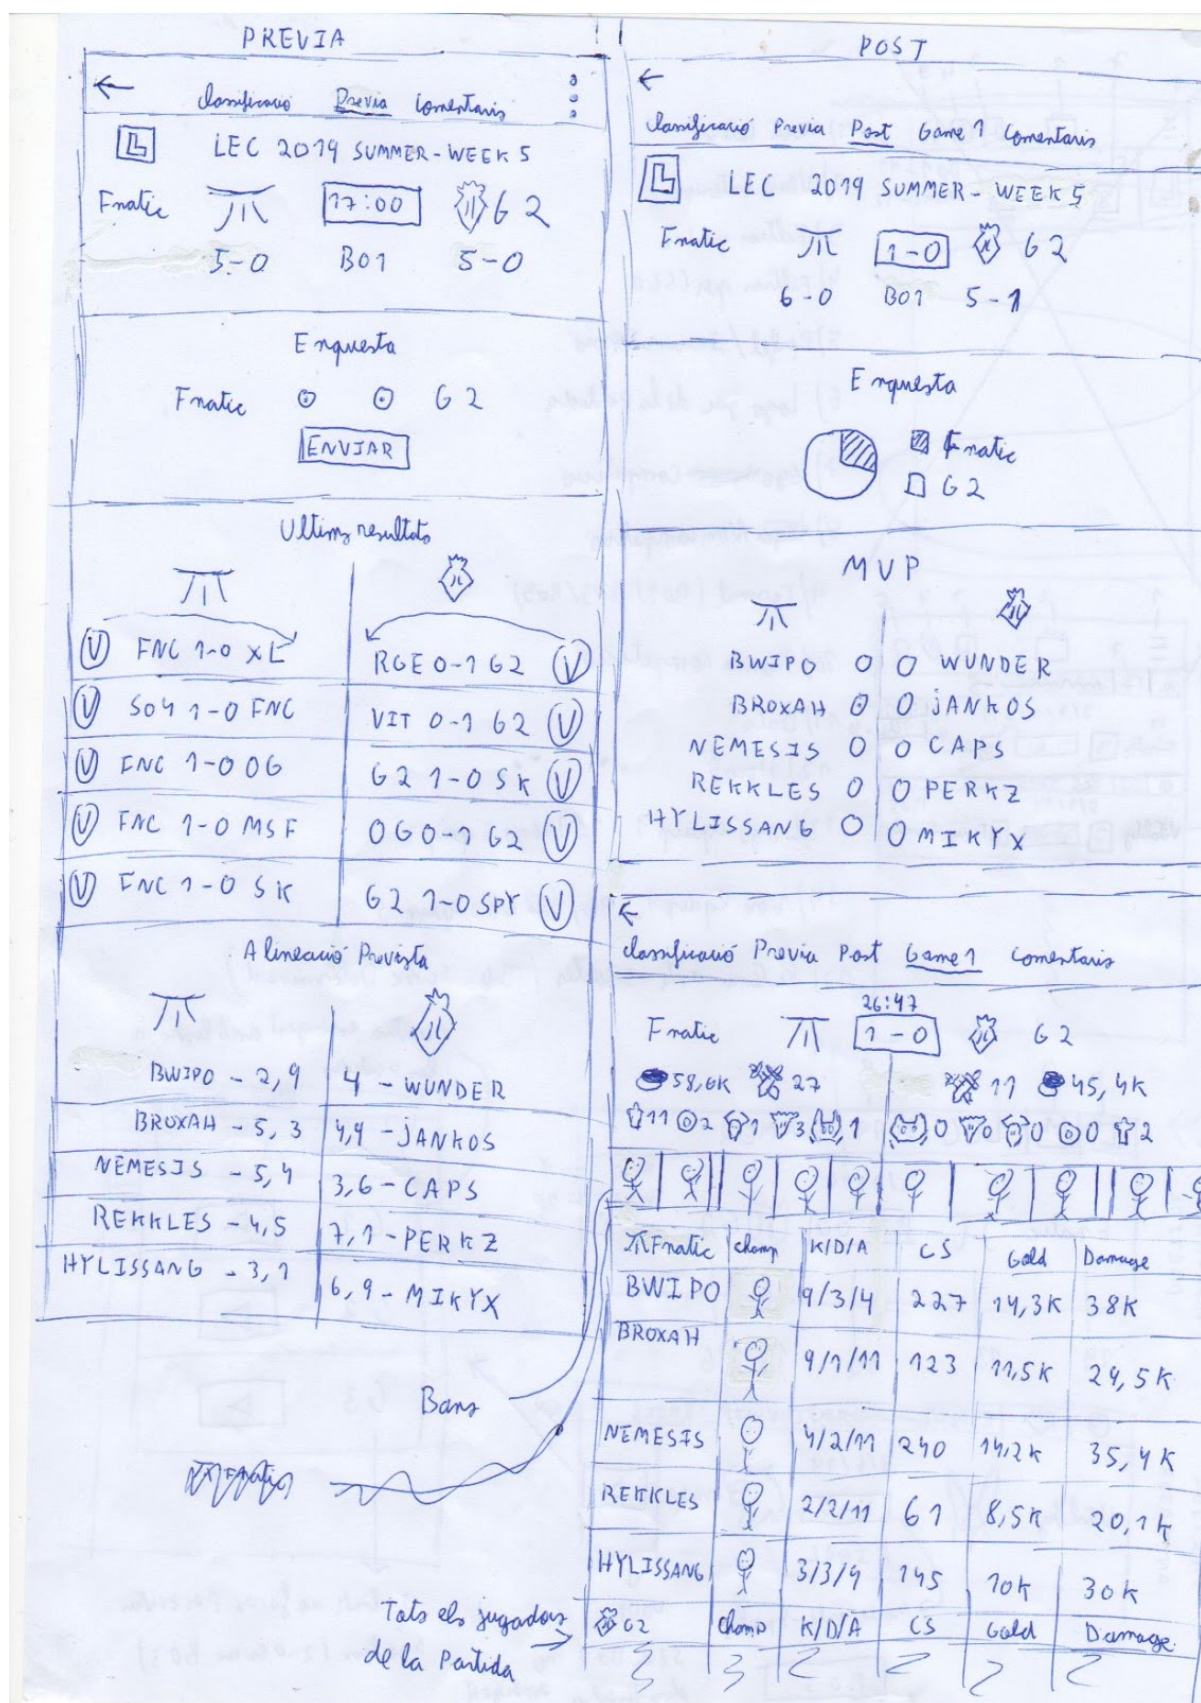 PREVIA
Classificació Previa Comentaris
LEC 2019 SUMMER-WEEK 5
Fnatic 17:00 G2
5-0 BO1 5-0
Enquesta
Fnatic G2
ENVIAR
Ultims resultats
V FNC 1-0 XL RGE 0-1 G2 V
V S04 1-0 FNC VIT 0-1 G2 V
V FNC 1-0 OG G2 1-0 SK V
V FNC 1-0 MSF OG 0-1 G2 V
V FNC 1-0 SK G2 1-0 SPY V
Alineació Prevista
BWIPO - 2,9 4 - WUNDER
BROXAH - 5,3 4,4 - JANKOS
NEMESIS - 5,4 3,6 - CAPS
REKKLES - 4,5 7,1 - PERKZ
HYLISSANG - 3,1 6,9 - MIKYX
Bans
Tots els jugadors
de la Partida
POST
Classificació Previa Post Game 1 Comentaris
LEC 2019 SUMMER-WEEK 5
Fnatic 1-0 G2
6-0 BO1 5-1
Enquesta
Fnatic
G2
MVP
BWIPO WUNDER
BROXAH JANKOS
NEMESIS CAPS
REKKLES PERKZ
HYLISSANG MIKYX
Classificació Previa Post Game 1 Comentaris
26:47
Fnatic 1-0 G2
58,6K 27 11 45,4K
11 2 1 3 1 0 0 0 0 2
Fnatic Champ K/D/A CS Gold Damage
BWIPO 9/3/4 227 14,3K 38K
BROXAH 9/1/11 123 11,5K 24,5K
NEMESIS 4/2/11 240 14,2K 35,4K
REKKLES 2/2/11 61 8,5K 20,1K
HYLISSANG 3/3/9 145 10K 30K
G2 Champ K/D/A CS Gold Damage